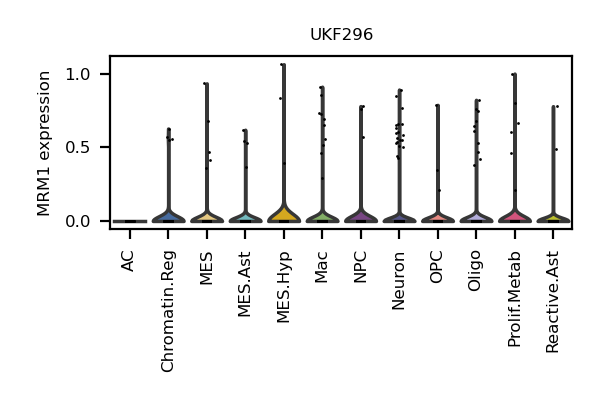 UKF296
MRM1 expression
1.0
0.5
0.0
AC
Chromatin.Reg
MES
MES.Ast
MES.Hyp
Mac
NPC
Neuron
OPC
Oligo
Prolif.Metab
Reactive.Ast